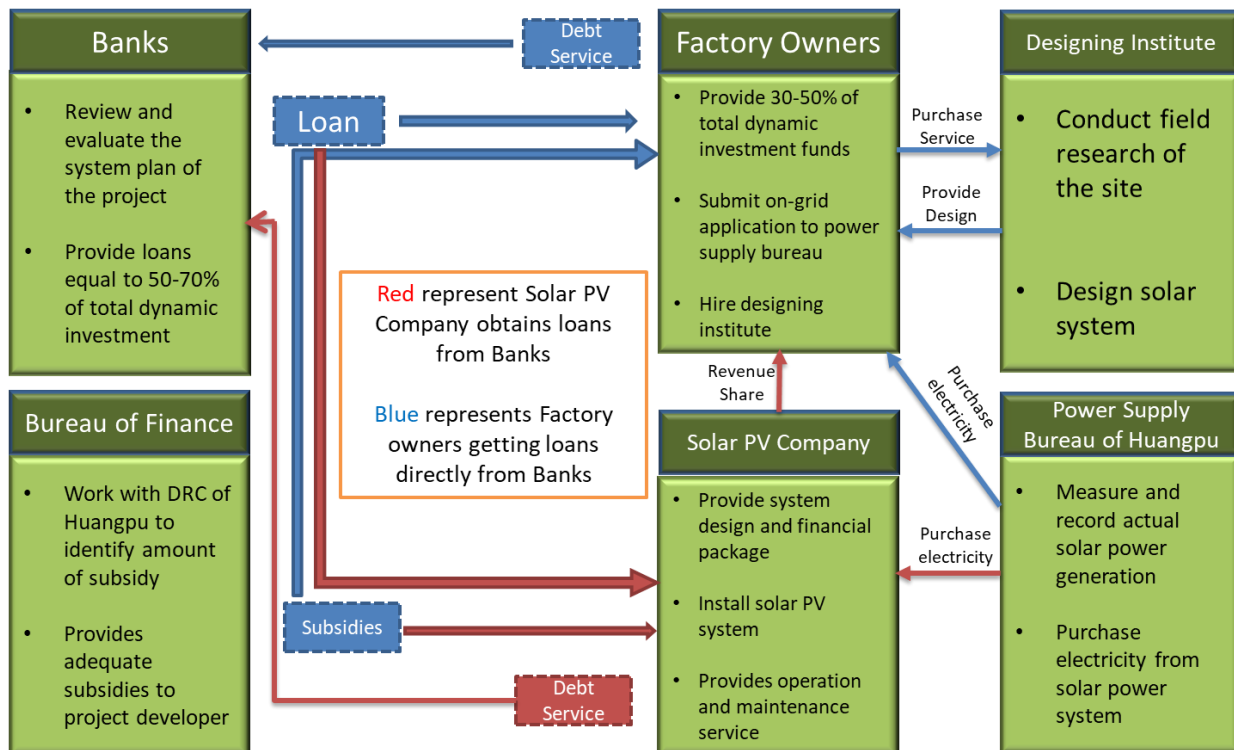 Banks
• Review and
evaluate the
system plan of
the project
• Provide loans
equal to 50-70%
of total dynamic
investment
Debt
Service
Loan
Factory Owners
• Provide 30-50% of
total dynamic
investment funds
• Submit on-grid
application to power
supply bureau
• Hire designing
institute
Purchase
Service
Provide
Design
Designing Institute
• Conduct field
research of
the site
• Design solar
system
Red represent Solar PV
Company obtains loans
from Banks
Blue represents Factory
owners getting loans
directly from Banks
Revenue
Share
Purchase
electricity
Bureau of Finance
• Work with DRC of
Huangpu to
identify amount
of subsidy
• Provides
adequate
subsidies to
project developer
Subsidies
Debt
Service
Solar PV Company
• Provide system
design and financial
package
• Install solar PV
system
• Provides operation
and maintenance
service
Purchase
electricity
Power Supply
Bureau of Huangpu
• Measure and
record actual
solar power
generation
• Purchase
electricity from
solar power
system